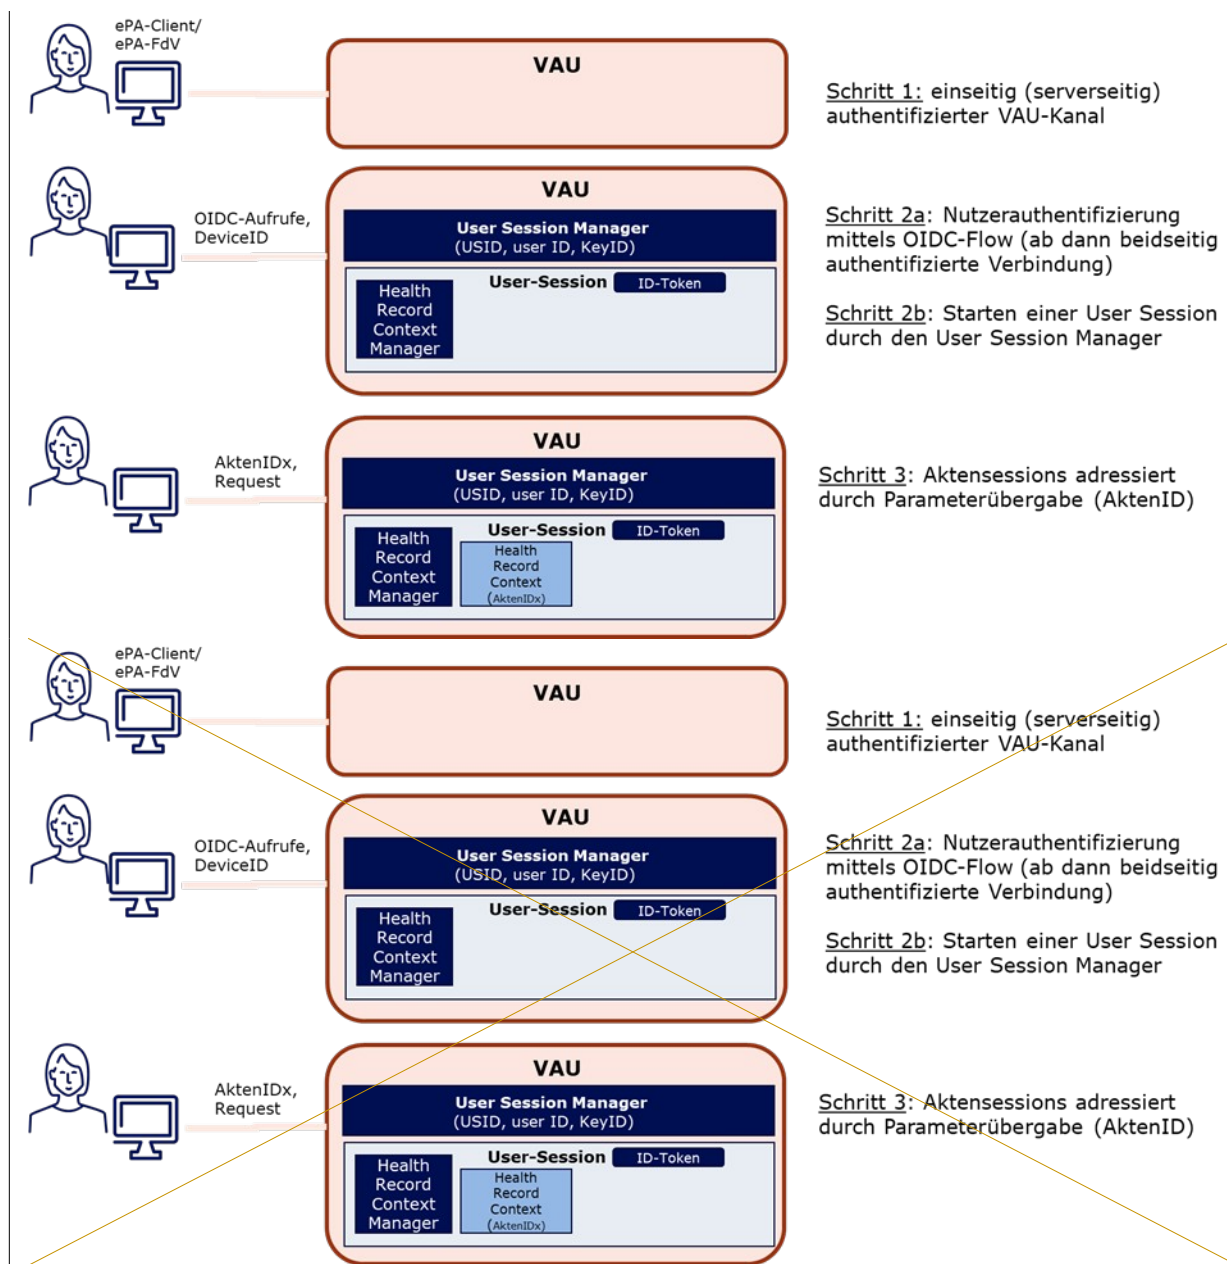 ePA-Client/
ePA-FdV
VAU
Schritt 1: einseitig (serverseitig)
authentifizierter VAU-Kanal
VAU
OIDC-Aufrufe,
DeviceID
User Session Manager
(USID, user ID, KeyID)
User-Session
ID-Token
Health
Record
Context
Manager
Schritt 2a: Nutzerauthentifizierung
mittels OIDC-Flow (ab dann beidseitig
authentifizierte Verbindung)
Schritt 2b: Starten einer User Session
durch den User Session Manager
VAU
AktenIDx,
Request
User Session Manager
(USID, user ID, KeyID)
User-Session
ID-Token
Health
Record
Context
Manager
Health
Record
Context
(AktenIDx)
Schritt 3: Aktensessions adressiert
durch Parameterübergabe (AktenID)
ePA-Client/
ePA-FdV
VAU
Schritt 1: einseitig (serverseitig)
authentifizierter VAU-Kanal
VAU
OIDC-Aufrufe,
DeviceID
User Session Manager
(USID, user ID, KeyID)
User-Session
ID-Token
Health
Record
Context
Manager
Schritt 2a: Nutzerauthentifizierung
mittels OIDC-Flow (ab dann beidseitig
authentifizierte Verbindung)
Schritt 2b: Starten einer User Session
durch den User Session Manager
VAU
AktenIDx,
Request
User Session Manager
(USID, user ID, KeyID)
User-Session
ID-Token
Health
Record
Context
Manager
Health
Record
Context
(AktenIDx)
Schritt 3: Aktensessions adressiert
durch Parameterübergabe (AktenID)